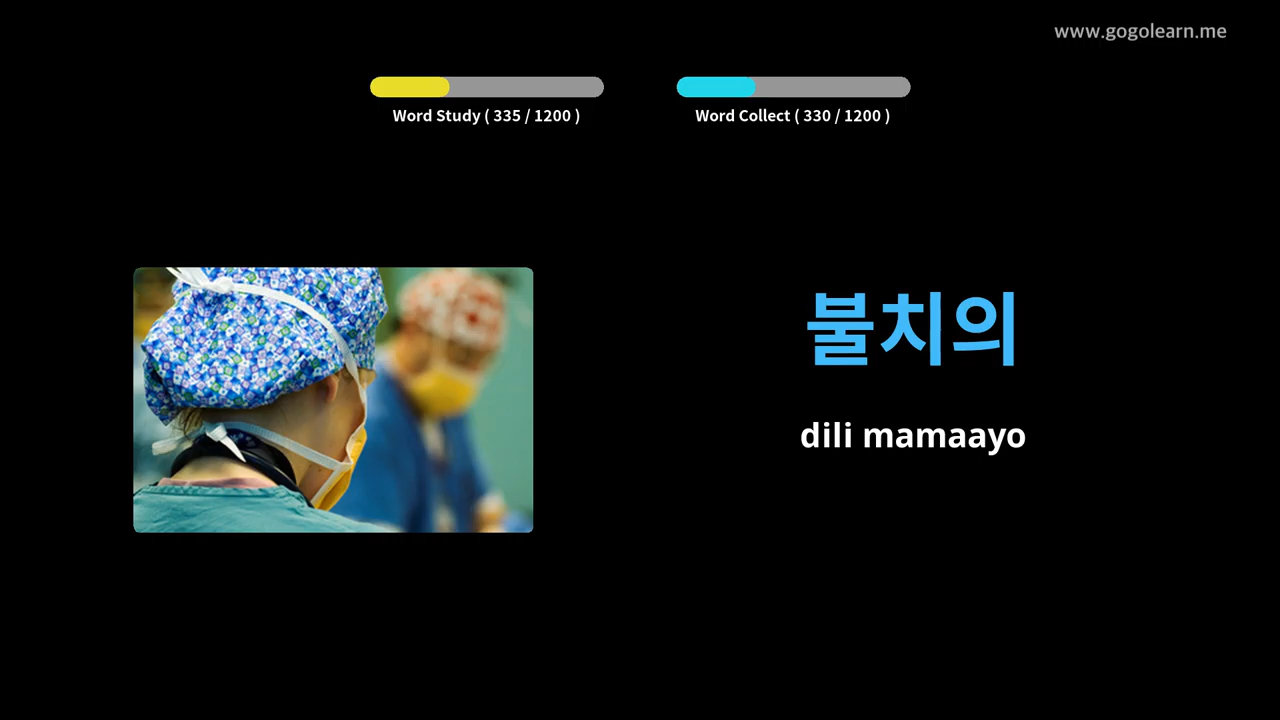 www.gogolearn.me
Word Study ( 335 / 1200 )
Word Collect ( 330 / 1200 )
불치의
dili mamaayo